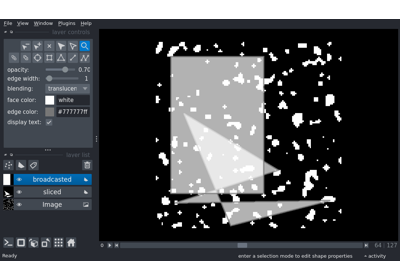 File View Window Plugins Help
layer controls
opacity: 0.70
edge width: 1
blending: translucen
face color: white
edge color: #777777ff
display text:
layer list
broadcasted
sliced
Image
0
64 127
Ready
enter a selection mode to edit shape properties
activity